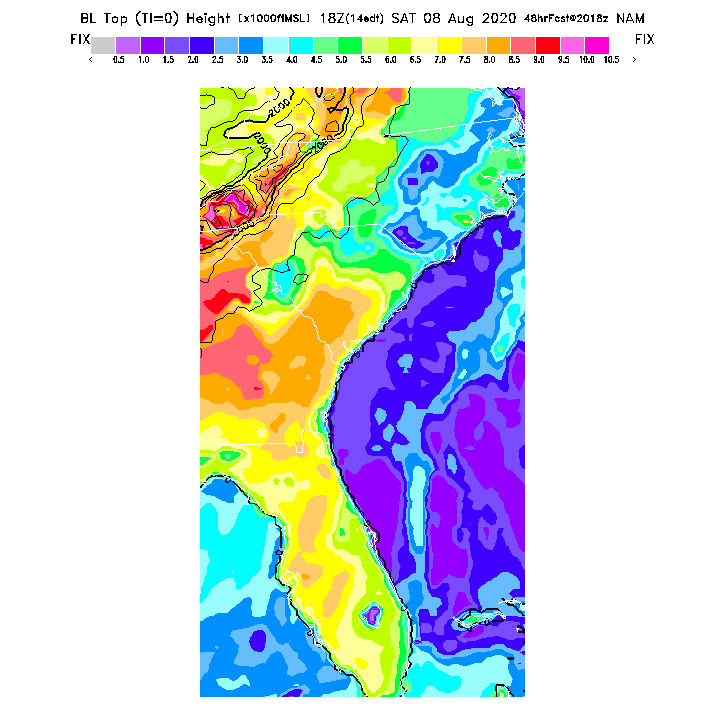 BL Top (TI=0) Height [x1000ftMSL] 18Z(14edt) SAT 08 Aug 2020 48hrFcst@2018z NAM
FIX FIX
< 0.5 1.0 1.5 2.0 2.5 3.0 3.5 4.0 4.5 5.0 5.5 6.0 6.5 7.0 7.5 8.0 8.5 9.0 9.5 10.0 10.5 >
2000
2000
2000